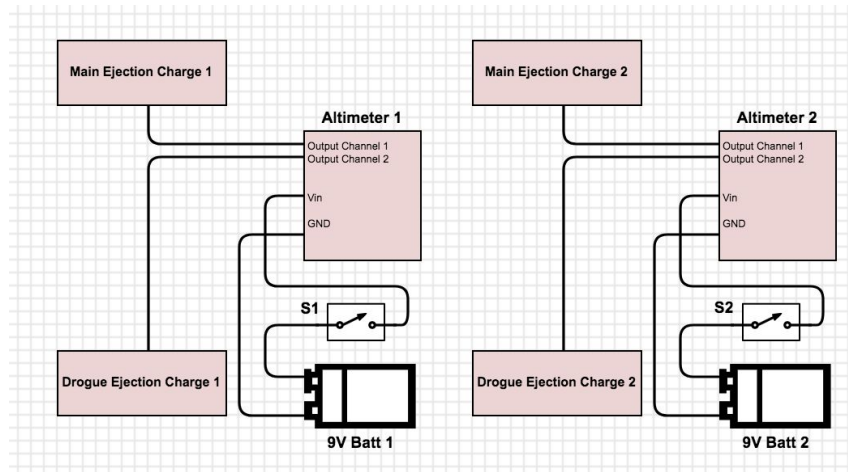 Main Ejection Charge 1
Altimeter 1
Output Channel 1
Output Channel 2
Vin
GND
S1
Drogue Ejection Charge 1
9V Batt 1
Main Ejection Charge 2
Altimeter 2
Output Channel 1
Output Channel 2
Vin
GND
S2
Drogue Ejection Charge 2
9V Batt 2